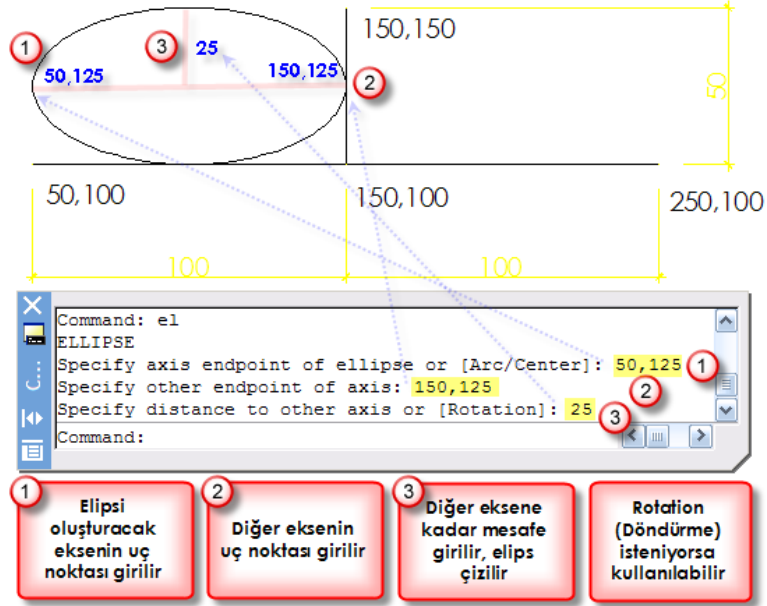 150,150
1
3
25
50,125
150,125
2
50
50,100
150,100
250,100
100
100
Command: el
ELLIPSE
Specify axis endpoint of ellipse or [Arc/Center]: 50,125
1
Specify other endpoint of axis: 150,125
2
Specify distance to other axis or [Rotation]: 25
3
Command:
1
Elipsi
oluşturacak
eksenin uç
noktası girilir
2
Diğer eksenin
uç noktası girilir
3
Diğer eksene
kadar mesafe
girilir, elips
çizilir
Rotation
(Döndürme)
isteniyorsa
kullanılabilir